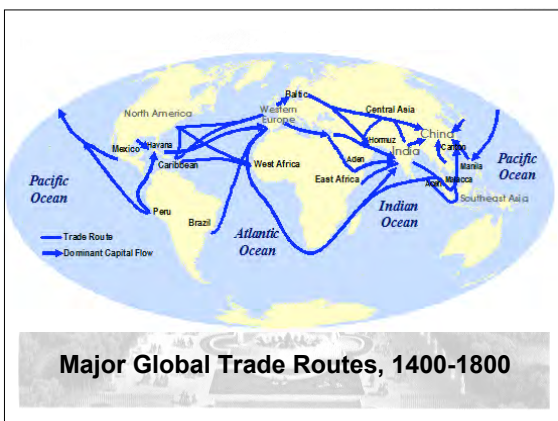 Baltic
North America
Western
Europe
Central Asia
China
Havana
Mexico
Hormuz
India
Canton
Caribbean
West Africa
Aden
Manila
Pacific
Ocean
East Africa
Aceh
Malacca
Pacific
Ocean
Peru
Indian
Ocean
Southeast Asia
Brazil
Atlantic
Ocean
Trade Route
Dominant Capital Flow
Major Global Trade Routes, 1400-1800